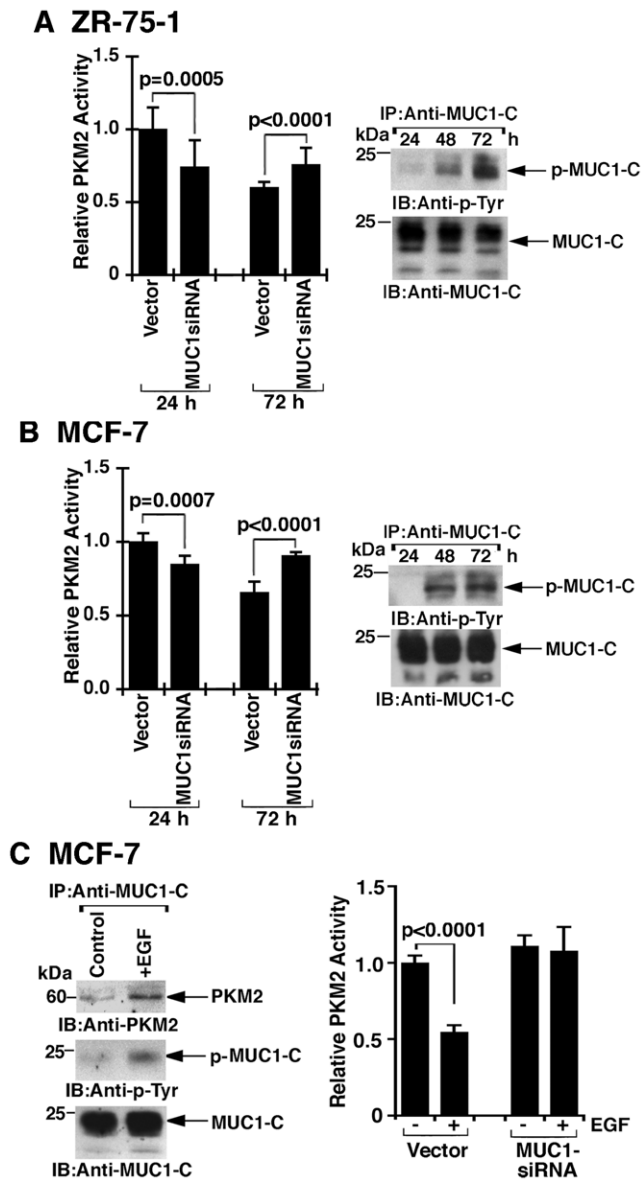 A ZR-75-1
Relative PKM2 Activity
1.5
1.0
0.5
0
p=0.0005
p<0.0001
Vector
MUC1siRNA
Vector
MUC1siRNA
24 h
72 h
IP:Anti-MUC1-C
kDa 24 48 72 h
25
p-MUC1-C
IB:Anti-p-Tyr
25
MUC1-C
IB:Anti-MUC1-C
B MCF-7
Relative PKM2 Activity
1.5
1.0
0.5
0.0
p=0.0007
p<0.0001
Vector
MUC1siRNA
Vector
MUC1siRNA
24 h
72 h
IP:Anti-MUC1-C
kDa 24 48 72 h
25
p-MUC1-C
IB:Anti-p-Tyr
25
MUC1-C
IB:Anti-MUC1-C
C MCF-7
IP:Anti-MUC1-C
Control
+EGF
kDa
60
PKM2
IB:Anti-PKM2
25
p-MUC1-C
IB:Anti-p-Tyr
25
MUC1-C
IB:Anti-MUC1-C
Relative PKM2 Activity
1.5
1.0
0.5
0
p<0.0001
- + - + EGF
Vector
MUC1-
siRNA